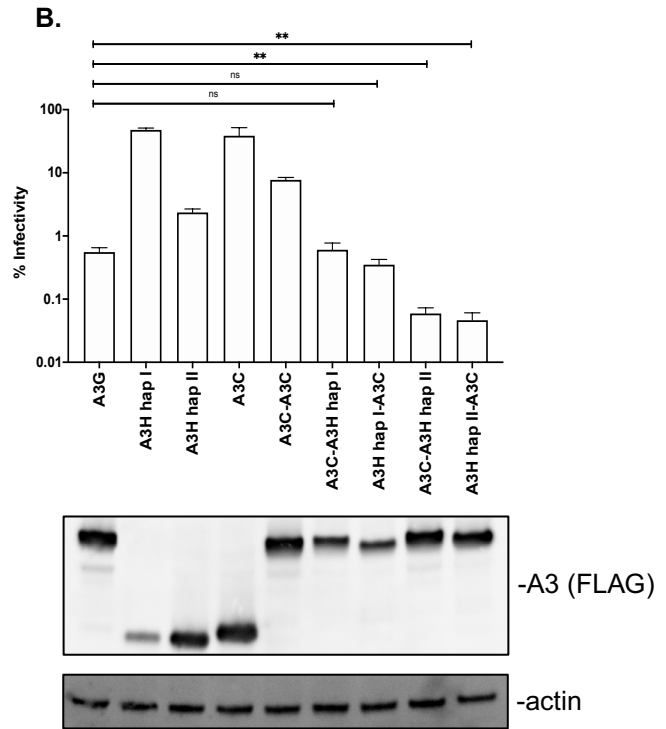 B.
**
**
ns
ns
100
10
1
0.1
0.01
% Infectivity
A3G
A3H hap I
A3H hap II
A3C
A3C-A3C
A3C-A3H hap I
A3H hap I-A3C
A3C-A3H hap II
A3H hap II-A3C
-A3 (FLAG)
-actin